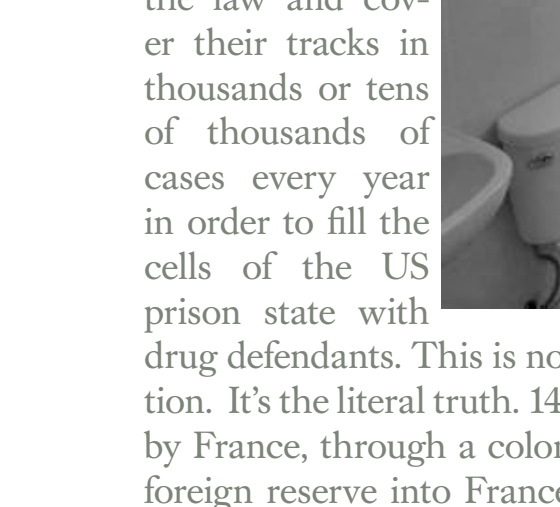 the law and cov-
er their tracks in
thousands or tens
of thousands of
cases every year
in order to fill the
cells of the US
prison state with
drug defendants. This is
tion. It’s the literal truth. 14
by France, through a
foreign reserve into France